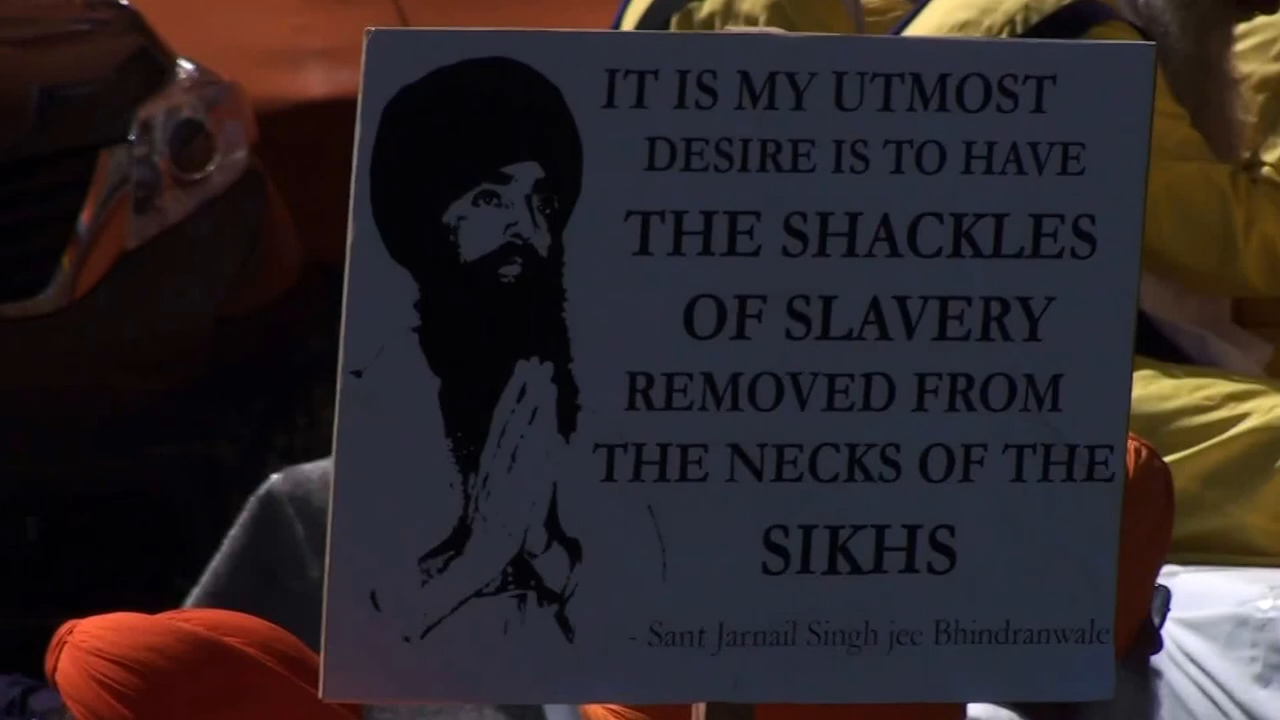 IT IS MY UTMOST
DESIRE IS TO HAVE
THE SHACKLES
OF SLAVERY
REMOVED FROM
THE NECKS OF THE
SIKHS
- Sant Jarnail Singh jee Bhindranwale